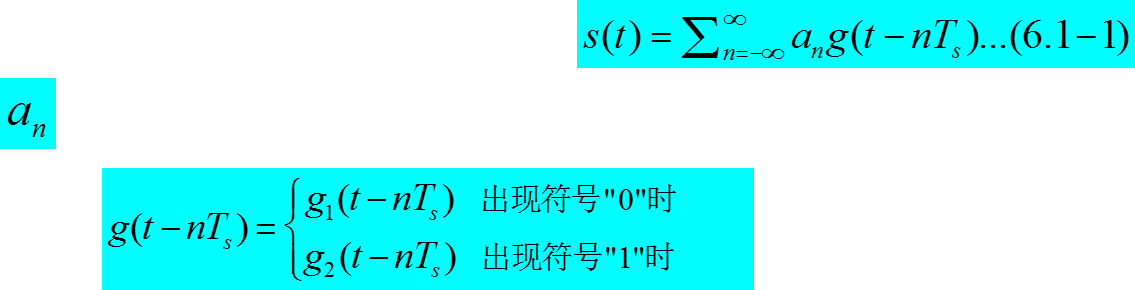 s(t) = ∑_{n=-∞}^{∞} a_n g(t − nT_s)...(6.1−1)
a_n
g(t − nT_s) = { g_1(t − nT_s) 出现符号"0"时
g_2(t − nT_s) 出现符号"1"时